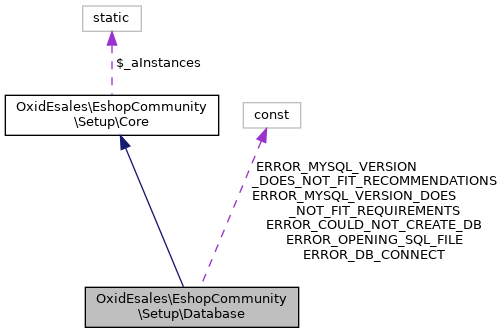 static
$_aInstances
OxidEsales\EshopCommunity
\Setup\Core
const
ERROR_MYSQL_VERSION
_DOES_NOT_FIT_RECOMMENDATIONS
ERROR_MYSQL_VERSION_DOES
_NOT_FIT_REQUIREMENTS
ERROR_COULD_NOT_CREATE_DB
ERROR_OPENING_SQL_FILE
ERROR_DB_CONNECT
OxidEsales\EshopCommunity
\Setup\Database